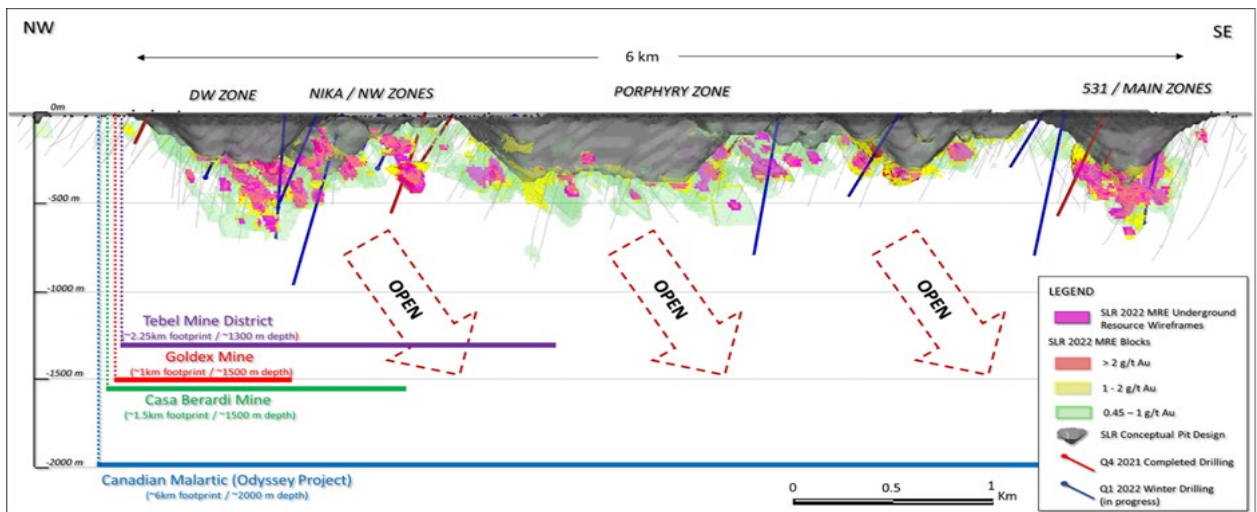 NW
SE
6 km
DW ZONE
NIKA / NW ZONES
PORPHYRY ZONE
531 / MAIN ZONES
0m
-500 m
-1000 m
-1500 m
-2000 m
OPEN
OPEN
OPEN
Tebel Mine District
(~2.25km footprint / ~1300 m depth)
Goldex Mine
(~1km footprint / ~1500 m depth)
Casa Berardi Mine
(~1.5km footprint / ~1500 m depth)
Canadian Malartic (Odyssey Project)
(~6km footprint / ~2000 m depth)
0 0.5 1
Km
LEGEND
SLR 2022 MRE Underground
Resource Wireframes
SLR 2022 MRE Blocks
> 2 g/t Au
1 - 2 g/t Au
0.45 – 1 g/t Au
SLR Conceptual Pit Design
Q4 2021 Completed Drilling
Q1 2022 Winter Drilling
(in progress)